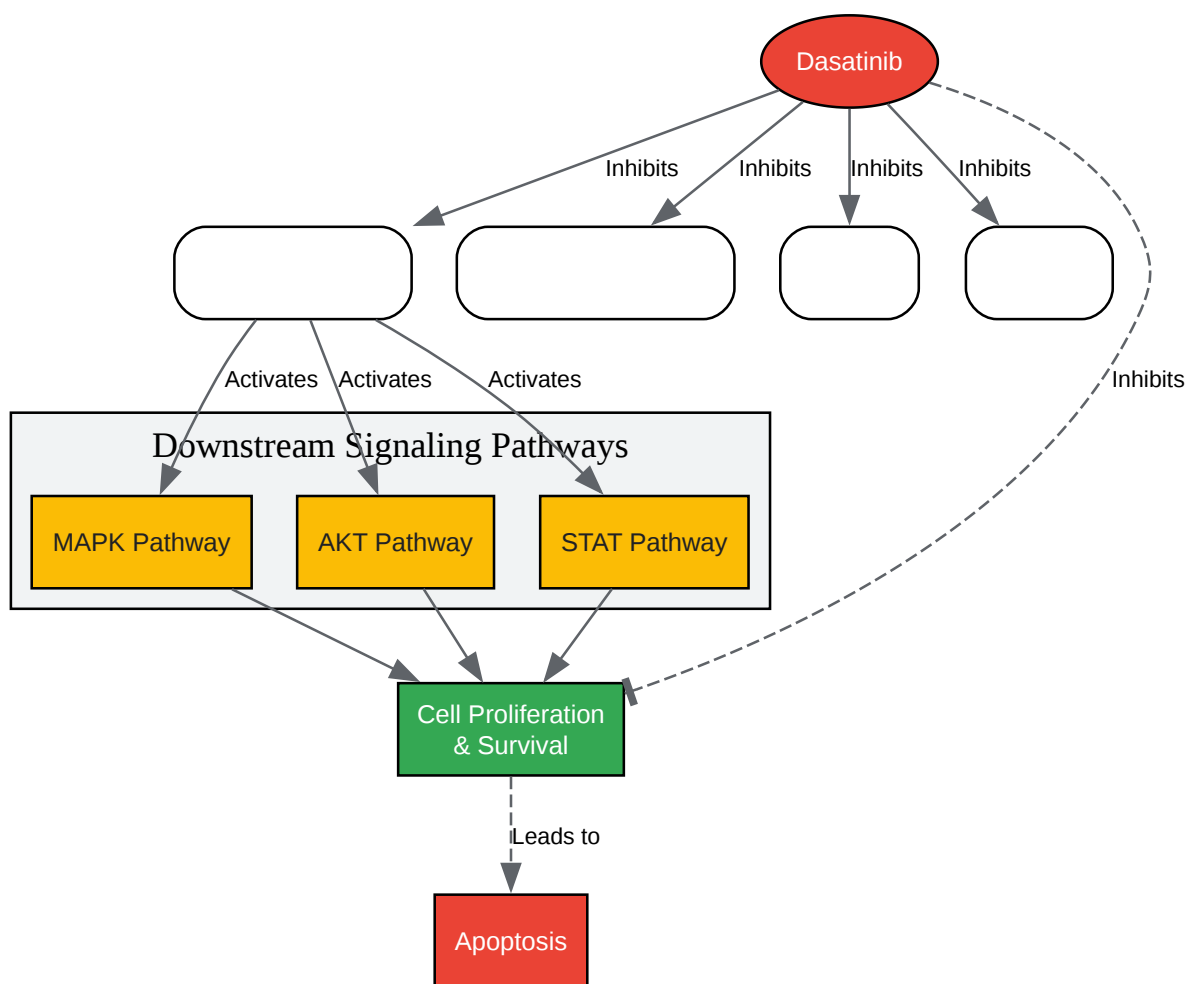 Dasatinib
Inhibits
Inhibits
Inhibits
Inhibits
Activates
Activates
Activates
Inhibits
Downstream Signaling Pathways
MAPK Pathway
AKT Pathway
STAT Pathway
Cell Proliferation
& Survival
Leads to
Apoptosis